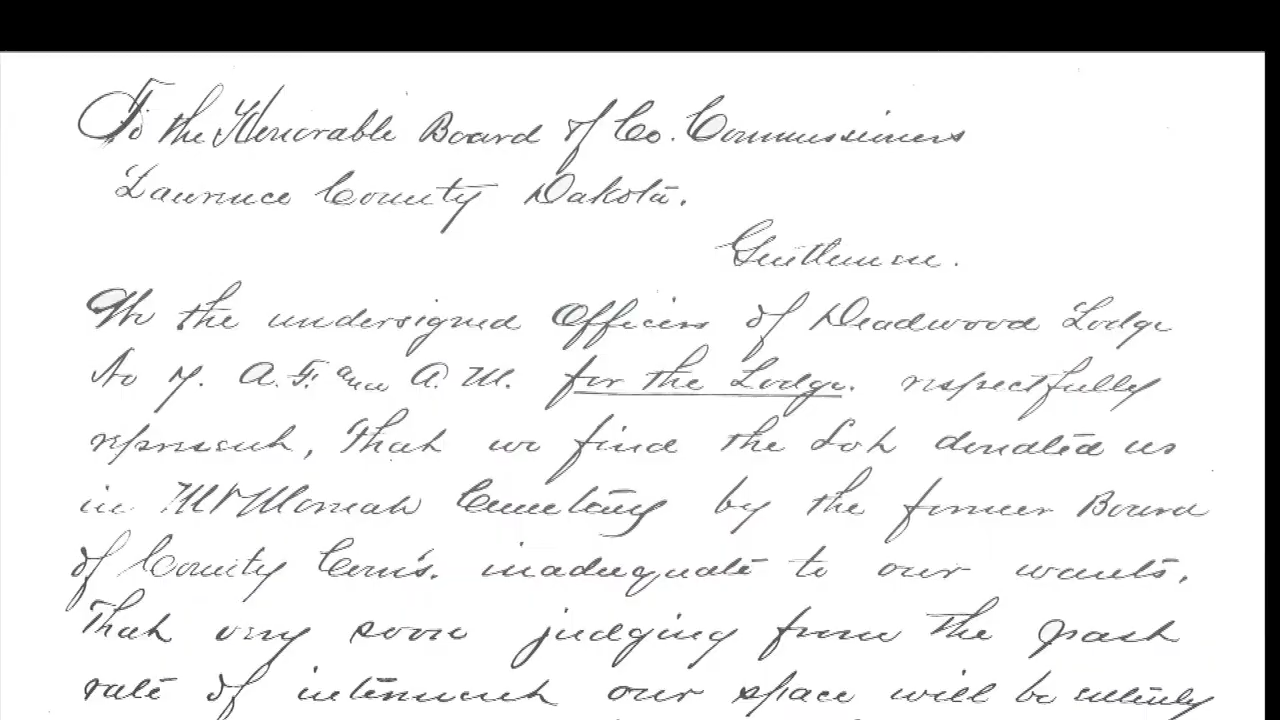 To the Honorable Board of Co. Commissioners
Lawrence County Dakota.
Gentlemen.
We the undersigned Officers of Deadwood Lodge
No 7. A. F. and A. M. for the Lodge. respectfully
represent, That we find the Lot donated us
in Mt Moriah Cemetary by the former Board
of County Com's. inadequate to our wants.
That very soon judging from the past
rate of interment our space will be entirely